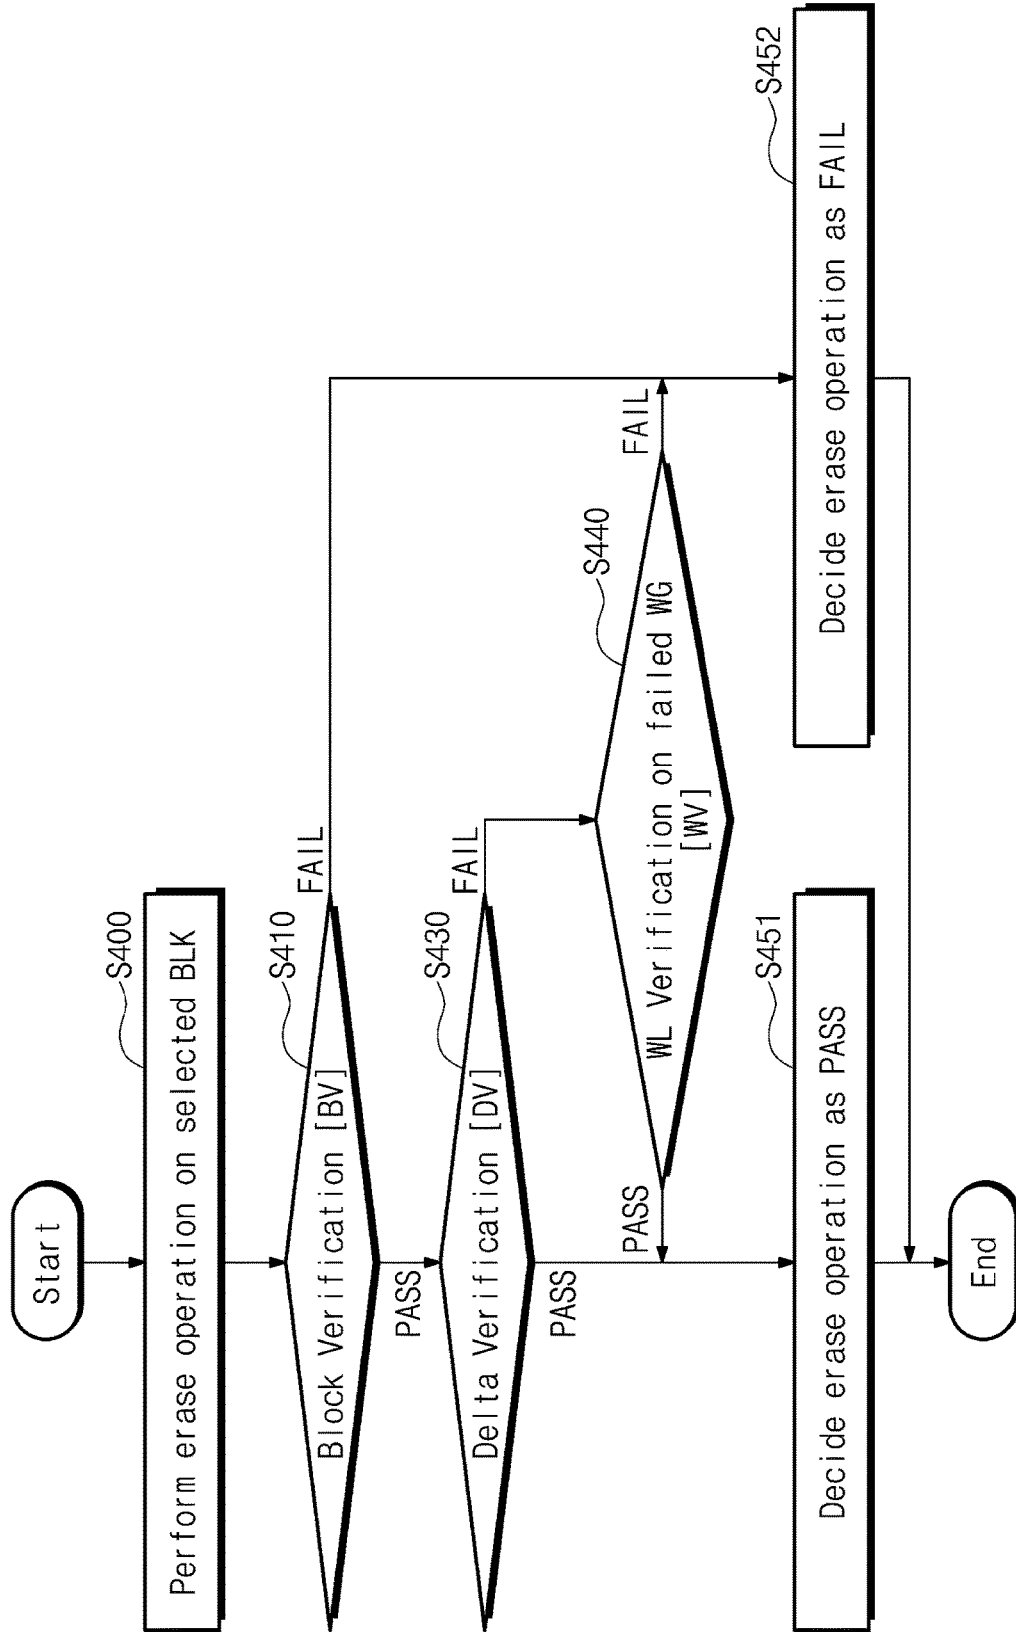 Start
S400
Perform erase operation on selected BLK
S410
Block Verification [BV]
FAIL
PASS
S430
Delta Verification [DV]
FAIL
PASS
S440
WL Verification on failed WG
[WV]
PASS
FAIL
S451
Decide erase operation as PASS
S452
Decide erase operation as FAIL
End